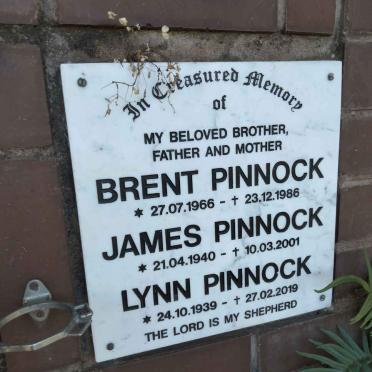 In Treasured Memory
of
MY BELOVED BROTHER,
FATHER AND MOTHER
BRENT PINNOCK
✶ 27.07.1966 - † 23.12.1986
JAMES PINNOCK
✶ 21.04.1940 - † 10.03.2001
LYNN PINNOCK
✶ 24.10.1939 - † 27.02.2019
THE LORD IS MY SHEPHERD